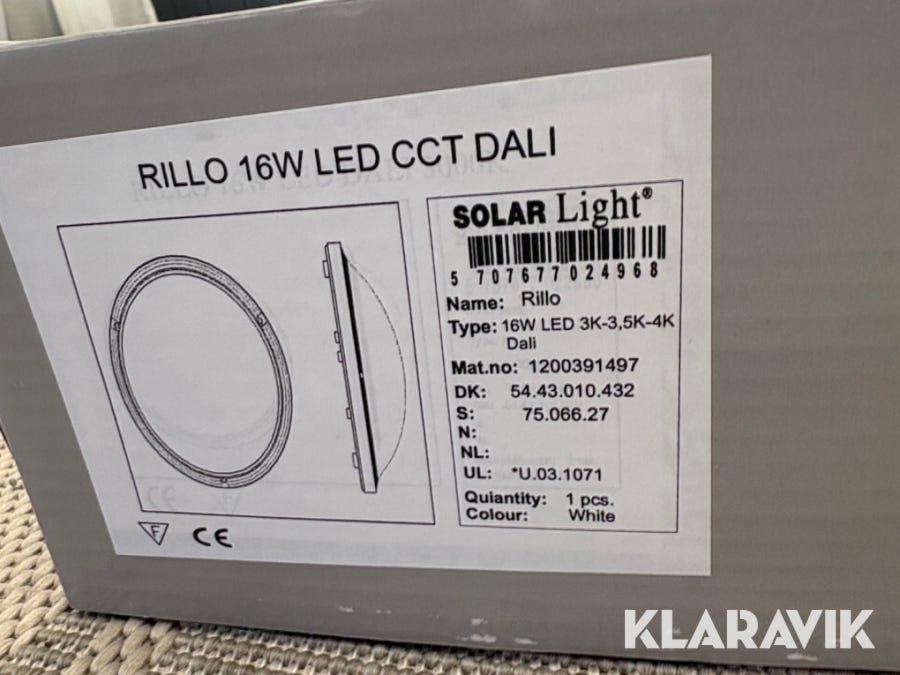 RILLO 16W LED CCT DALI
SOLAR Light®
5 707677 024968
Name: Rillo
Type: 16W LED 3K-3,5K-4K
Dali
Mat.no: 1200391497
DK: 54.43.010.432
S: 75.066.27
N:
NL:
UL: *U.03.1071
Quiantity: 1 pcs.
Colour: White
F CE
KLARAVIK